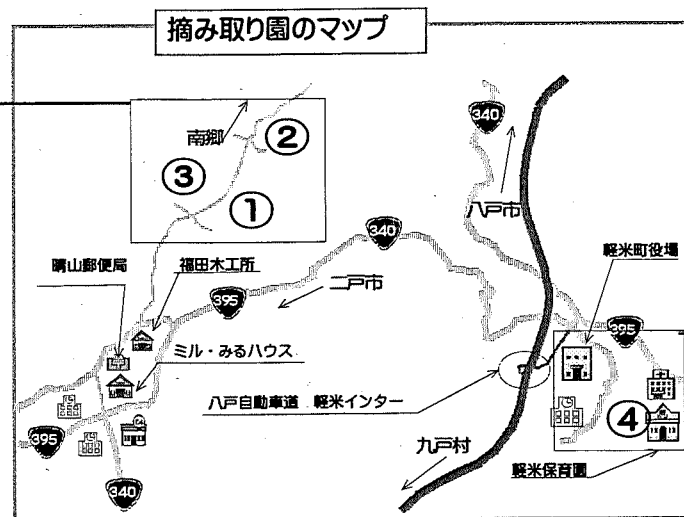 摘み取り園のマップ
340
南郷
②
八戸市
③
①
340
晴山郵便局
福田木工所
軽米町役場
395
二戸市
395
ミル・みるハウス
八戸自動車道 軽米インター
④
395
九戸村
340
軽米保育園